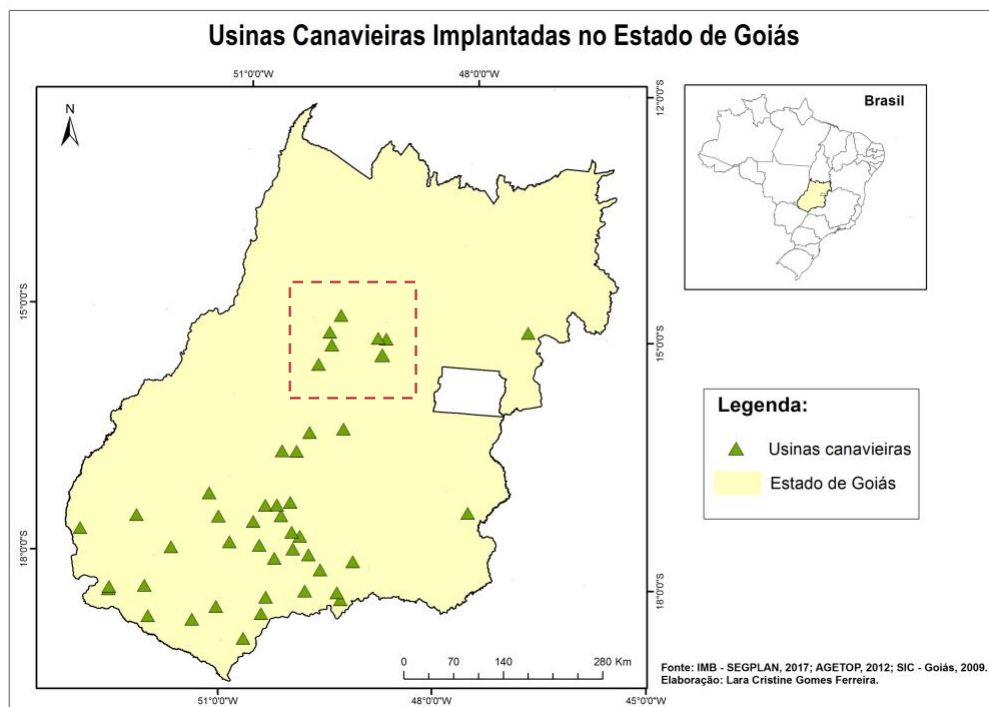 Usinas Canavieiras Implantadas no Estado de Goiás
51°0'0"W
48°0'0"W
N
12°0'0"S
Brasil
15°0'0"S
15°0'0"S
Legenda:
Usinas canavieiras
Estado de Goiás
18°0'0"S
18°0'0"S
0 70 140 280 Km
Fonte: IMB - SEGPLAN, 2017; AGETOP, 2012; SIC - Goiás, 2009.
Elaboração: Lara Cristine Gomes Ferreira.
51°0'0"W
48°0'0"W
45°0'0"W